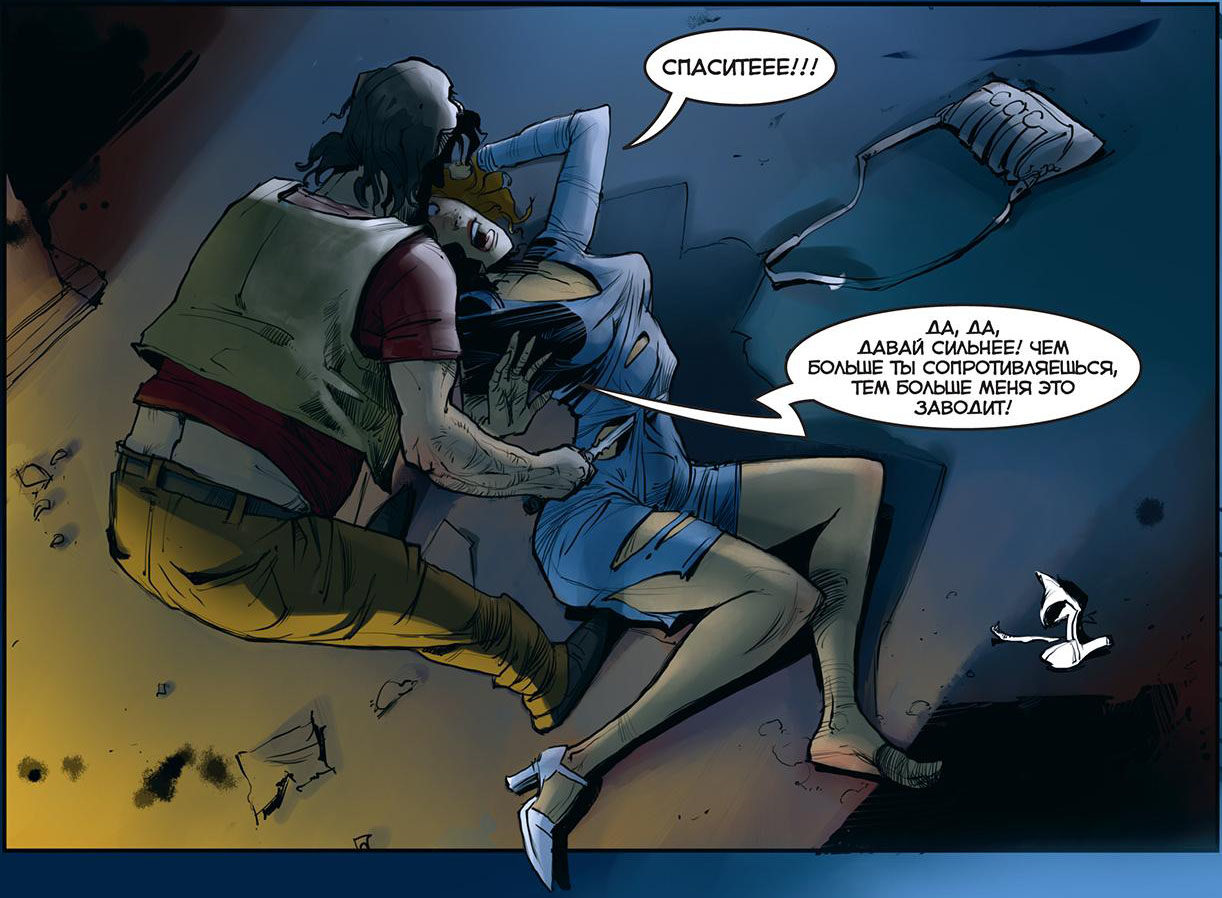 СПАСИТЕЕЕ!!!
ДА, ДА,
ДАВАЙ СИЛЬНЕЕ! ЧЕМ
БОЛЬШЕ ТЫ СОПРОТИВЛЯЕШЬСЯ,
ТЕМ БОЛЬШЕ МЕНЯ ЭТО
ЗАВОДИТ!